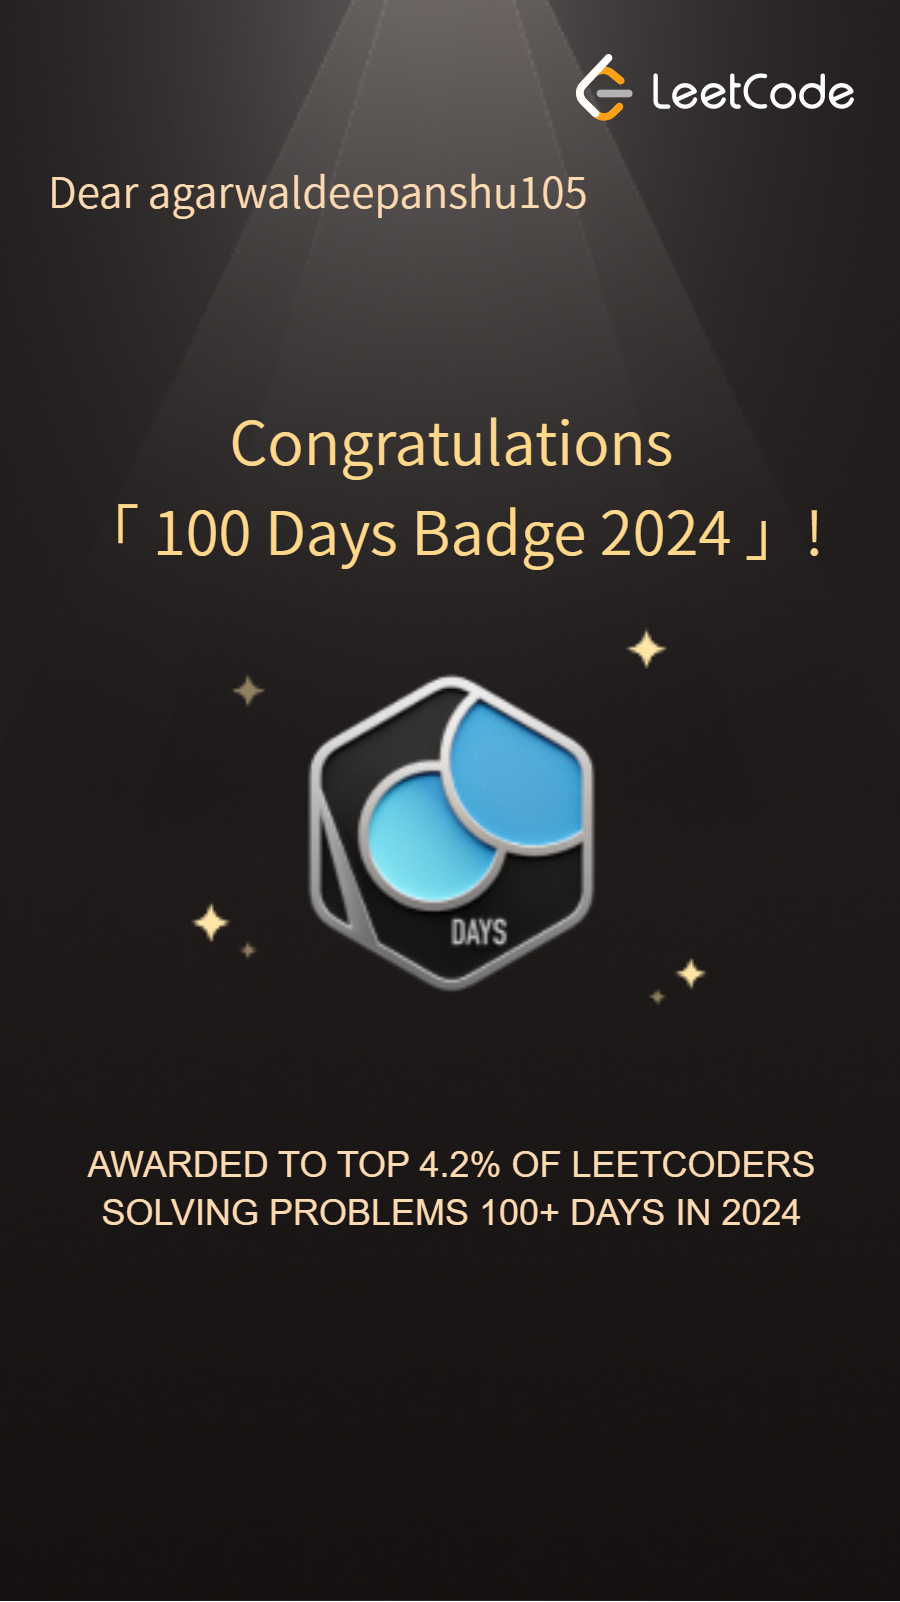 LeetCode
Dear agarwaldeepanshu105
Congratulations
「 100 Days Badge 2024 」!
DAYS
AWARDED TO TOP 4.2% OF LEETCODERS
SOLVING PROBLEMS 100+ DAYS IN 2024